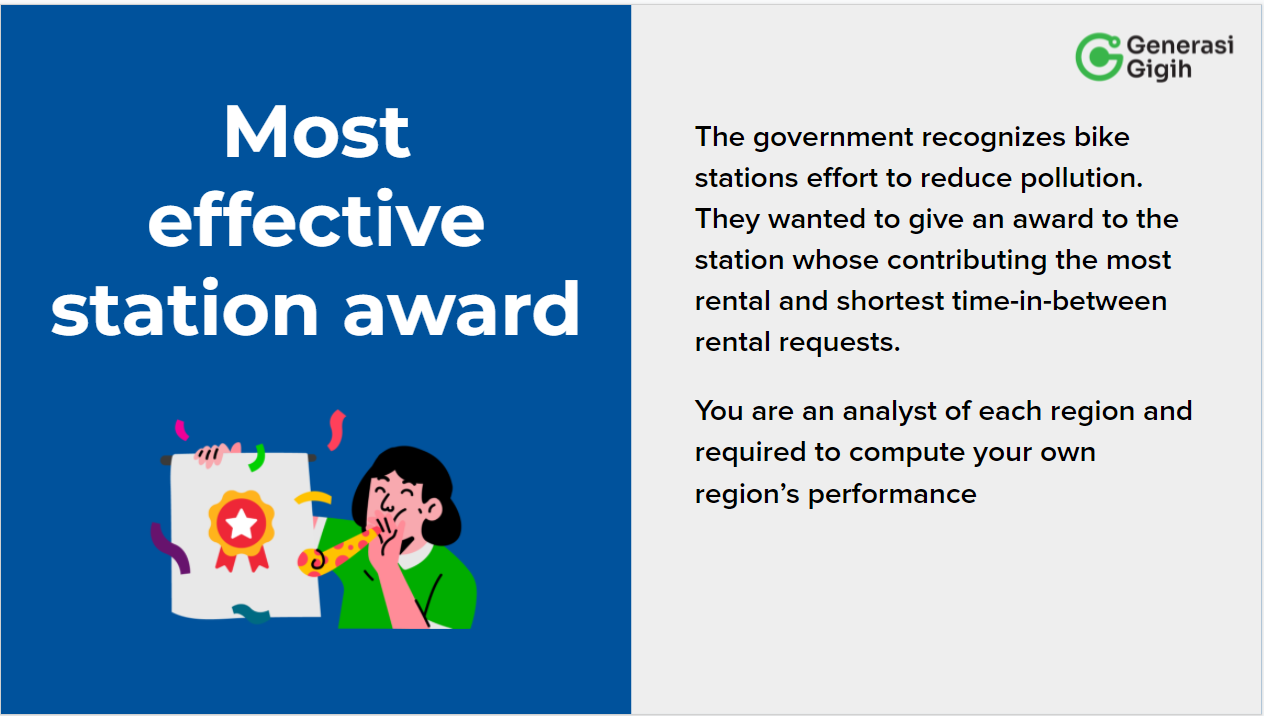 Most
effective
station award
Generasi
Gigih
The government recognizes bike
stations effort to reduce pollution.
They wanted to give an award to the
station whose contributing the most
rental and shortest time-in-between
rental requests.
You are an analyst of each region and
required to compute your own
region’s performance